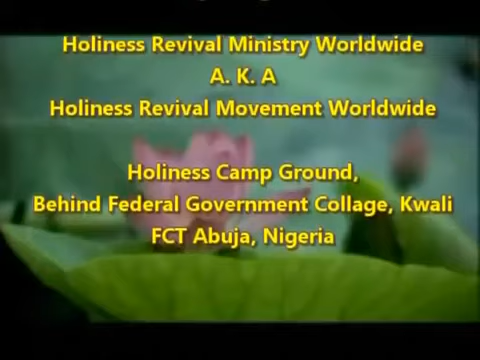 Holiness Revival Ministry Worldwide
A. K. A
Holiness Revival Movement Worldwide
Holiness Camp Ground,
Behind Federal Government Collage, Kwali
FCT Abuja, Nigeria